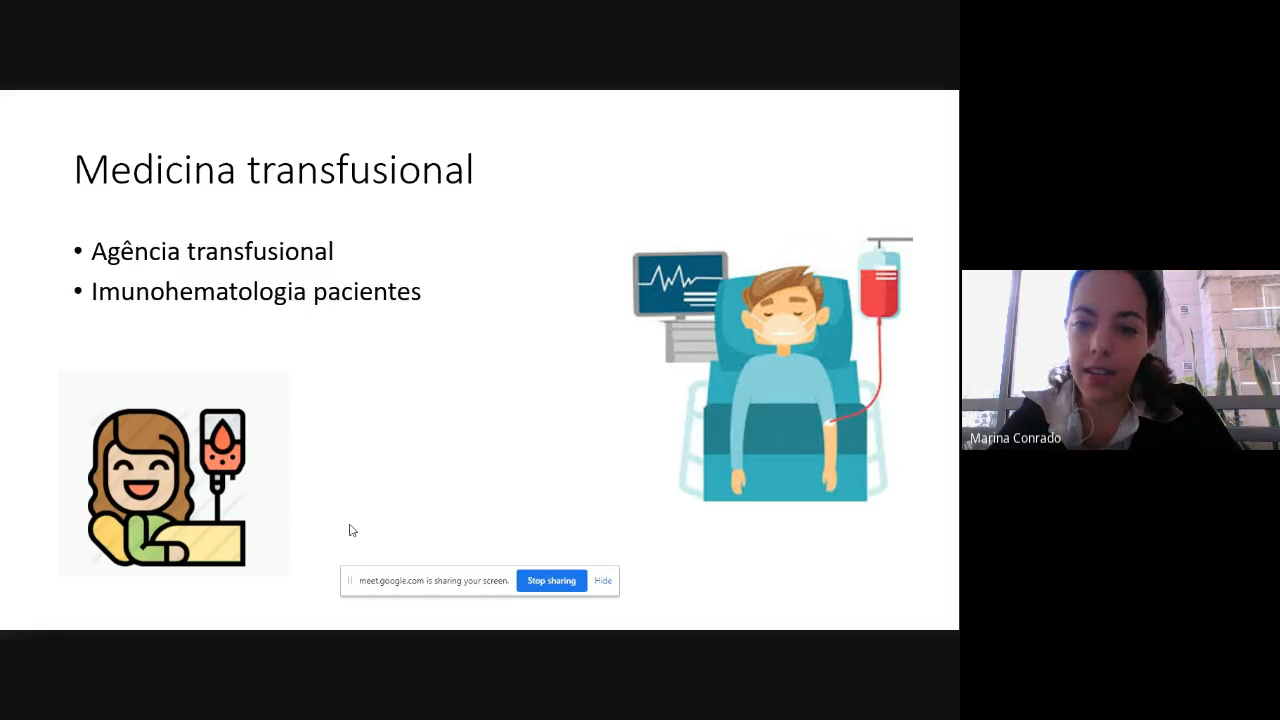 Medicina transfusional
• Agência transfusional
• Imunohematologia pacientes
meet.google.com is sharing your screen. Stop sharing Hide
Marina Conrado